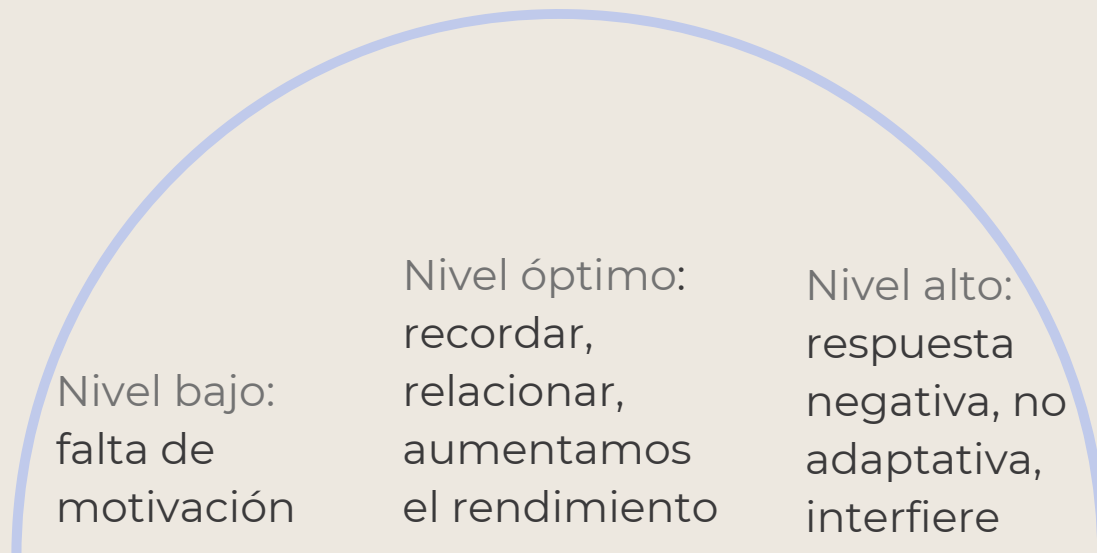 Nivel bajo:
falta de
motivación
Nivel óptimo:
recordar,
relacionar,
aumentamos
el rendimiento
Nivel alto:
respuesta
negativa, no
adaptativa,
interfiere